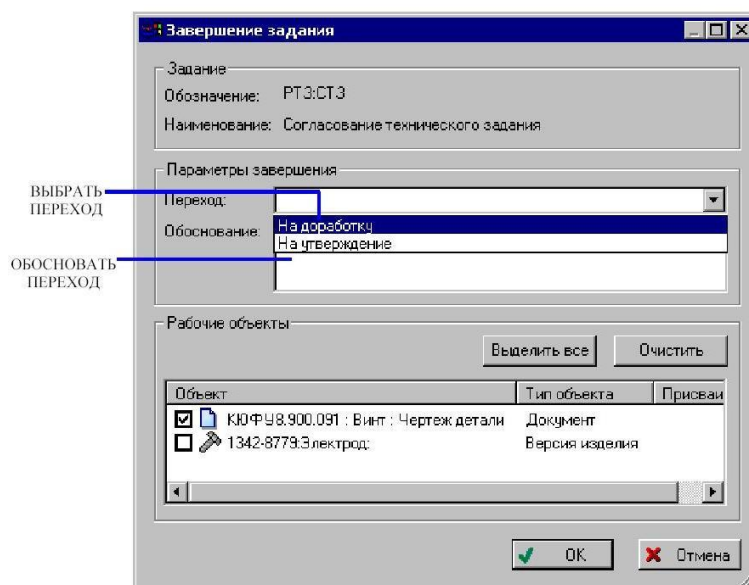 Завершение задания
Задание
Обозначение: РТЗ:СТЗ
Наименование: Согласование технического задания
Параметры завершения
ВЫБРАТЬ
ПЕРЕХОД
Переход:
Обоснование:
На доработку
На утверждение
ОБОСНОВАТЬ
ПЕРЕХОД
Рабочие объекты
Выделить все Очистить
Объект Тип объекта Присваи
КЮФУ8.900.091 : Винт : Чертеж детали Документ
1342-8779:Электрод: Версия изделия
OK Отмена